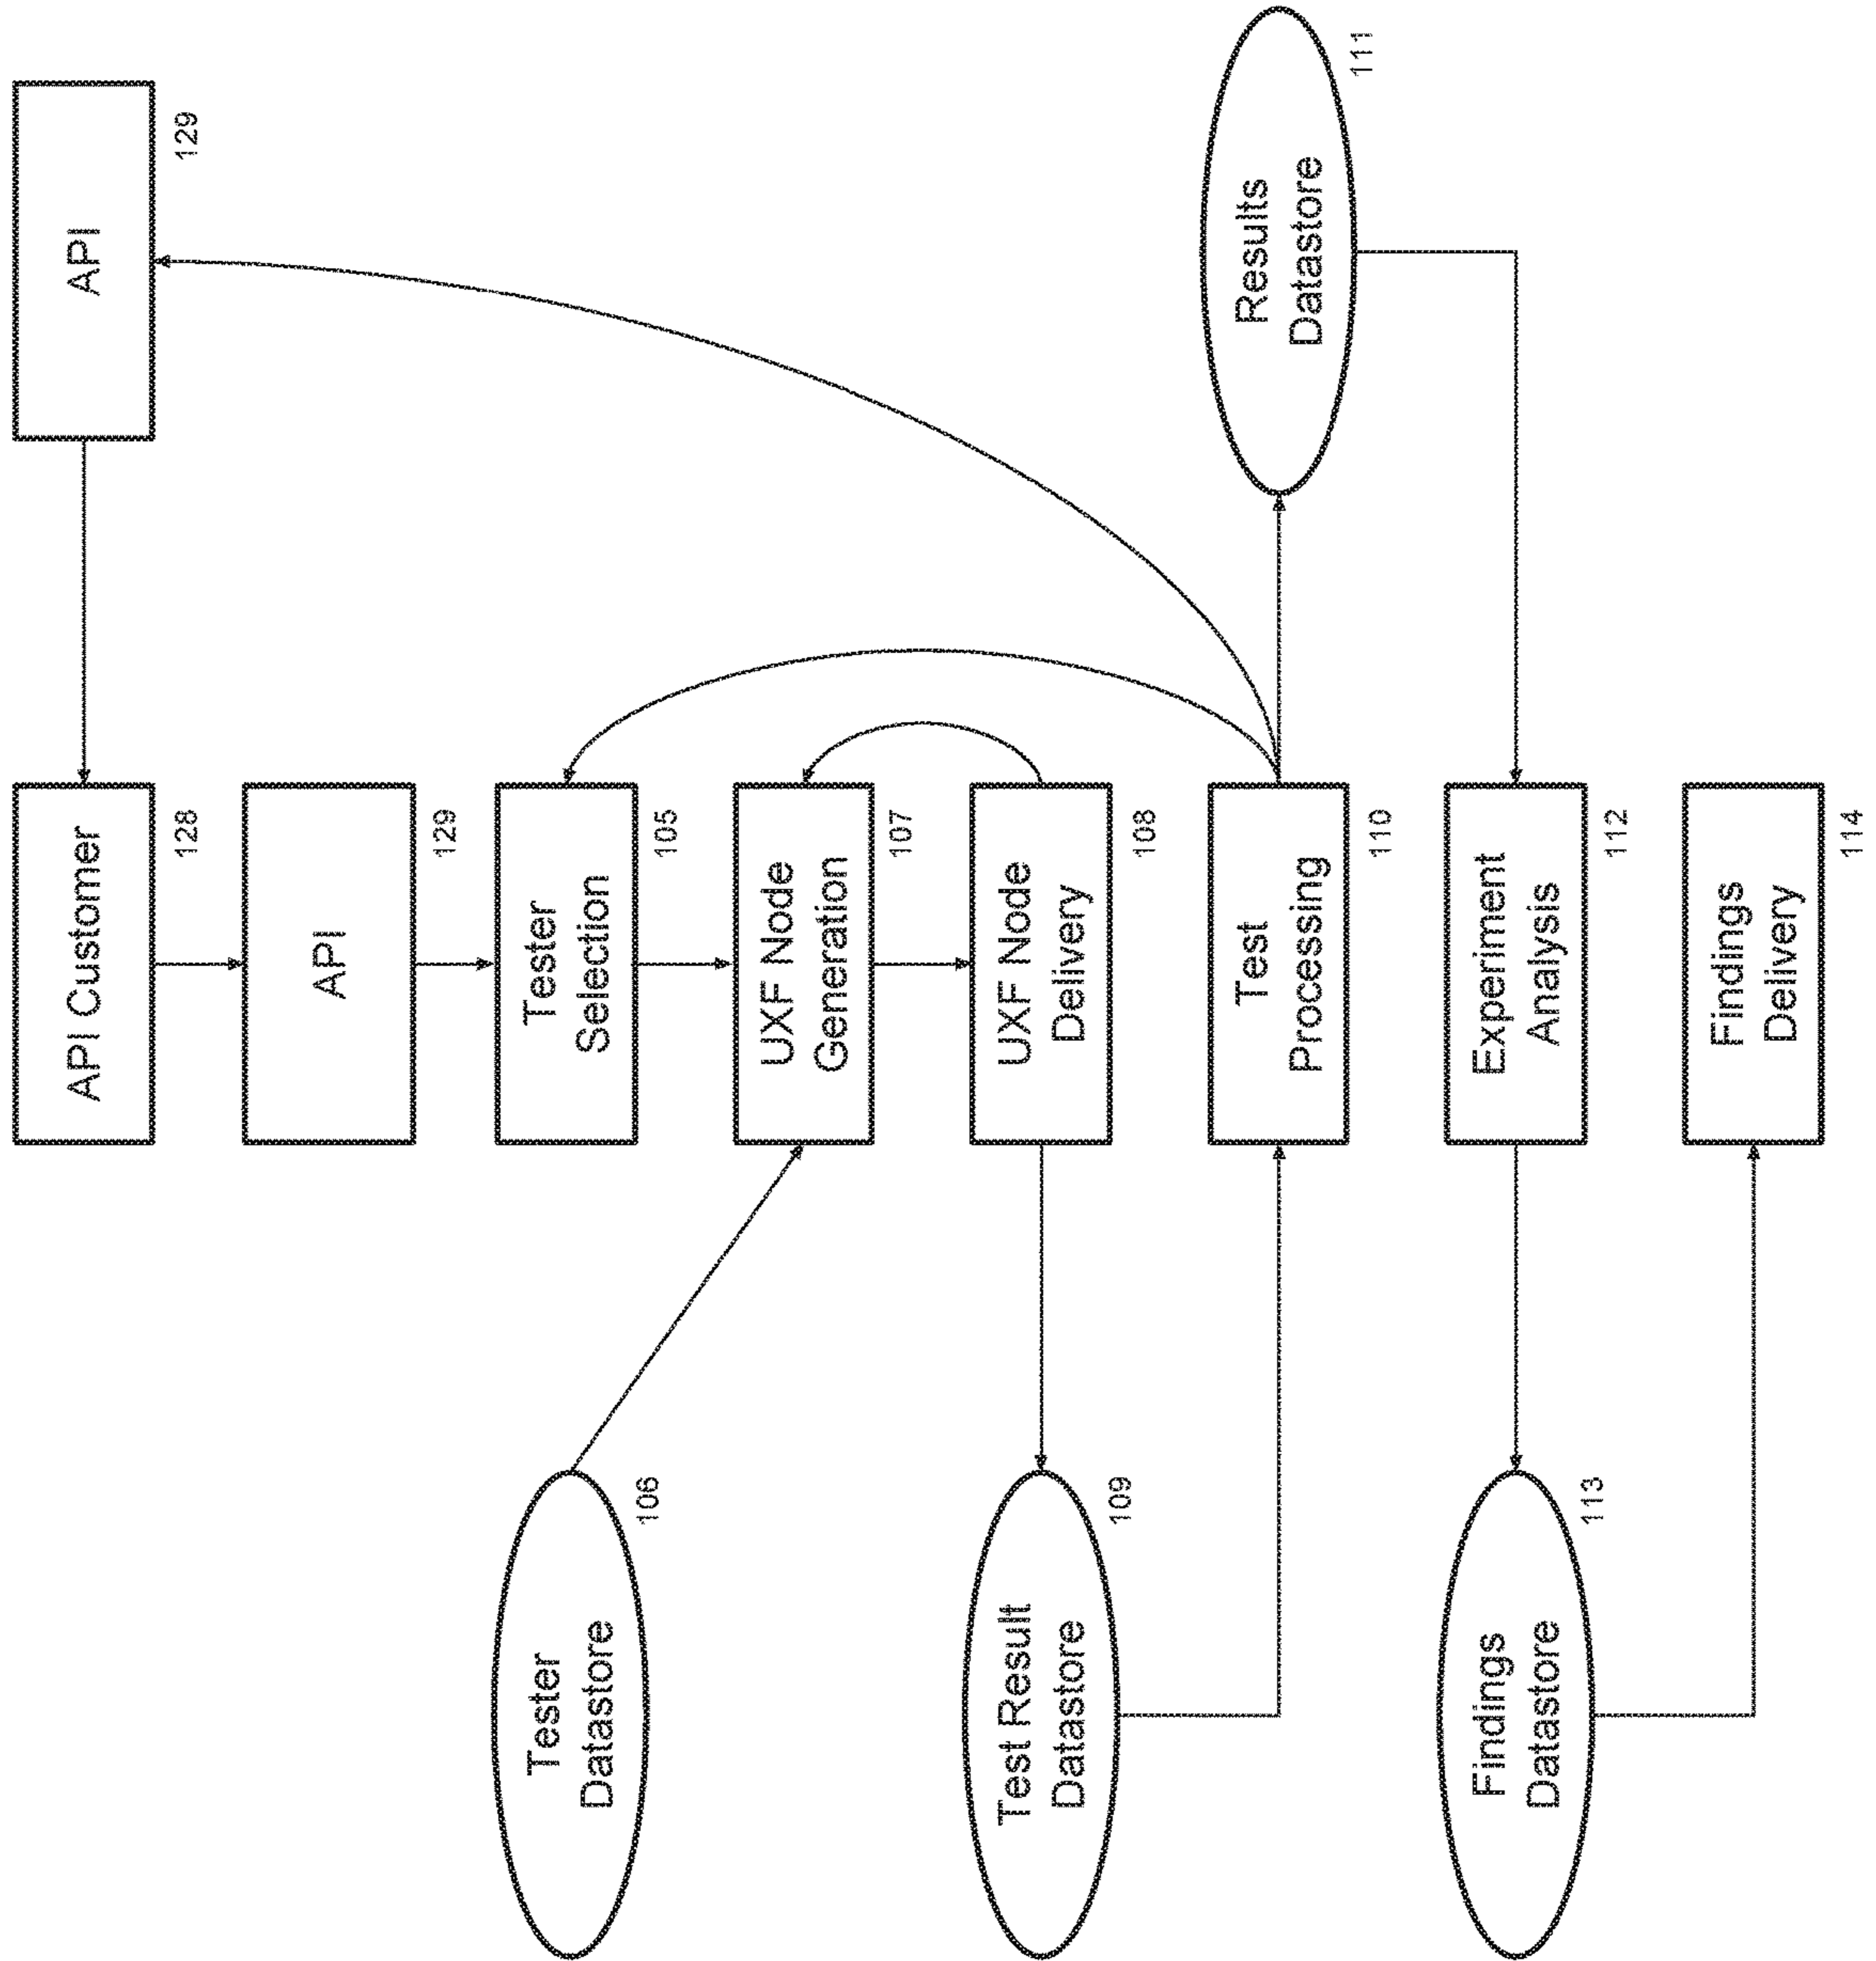 API Customer
128
API
129
API
129
Tester
Datastore
106
Tester
Selection
105
UXF Node
Generation
107
Test Result
Datastore
109
UXF Node
Delivery
108
Test
Processing
110
Results
Datastore
111
Findings
Datastore
113
Experiment
Analysis
112
Findings
Delivery
114